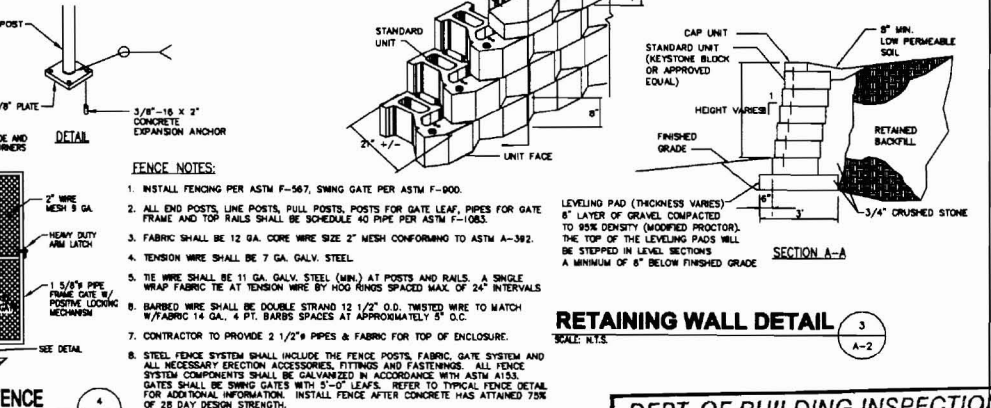 POST
/8" PLATE
DE AND
ORNERS
DETAIL
3/8"-16 X 2"
CONCRETE
EXPANSION ANCHOR
2" WIRE
MESH 9 GA.
HEAVY DUTY
ARM LATCH
1 5/8"ø PIPE
FRAME GATE W/
POSITIVE LOCKING
MECHANISM
SEE DETAIL
ENCE
4
STANDARD
UNIT
21" +/-
8"
UNIT FACE
FENCE NOTES:
1. INSTALL FENCING PER ASTM F-567, SWING GATE PER ASTM F-900.
2. ALL END POSTS, LINE POSTS, PULL POSTS, POSTS FOR GATE LEAF, PIPES FOR GATE
FRAME AND TOP RAILS SHALL BE SCHEDULE 40 PIPE PER ASTM F-1083.
3. FABRIC SHALL BE 12 GA. CORE WIRE SIZE 2" MESH CONFORMING TO ASTM A-392.
4. TENSION WIRE SHALL BE 7 GA. GALV. STEEL
5. TIE WIRE SHALL BE 11 GA. GALV. STEEL (MIN.) AT POSTS AND RAILS. A SINGLE
WRAP FABRIC TIE AT TENSION WIRE BY HOG RINGS SPACED MAX. OF 24" INTERVALS
6. BARBED WIRE SHALL BE DOUBLE STRAND 12 1/2" O.D. TWISTED WIRE TO MATCH
W/FABRIC 14 GA., 4 PT. BARBS SPACES AT APPROXIMATELY 5" O.C.
7. CONTRACTOR TO PROVIDE 2 1/2"ø PIPES & FABRIC FOR TOP OF ENCLOSURE.
8. STEEL FENCE SYSTEM SHALL INCLUDE THE FENCE POSTS, FABRIC, GATE SYSTEM AND
ALL NECESSARY ERECTION ACCESSORIES, FITTINGS AND FASTENINGS. ALL FENCE
SYSTEM COMPONENTS SHALL BE GALVANIZED IN ACCORDANCE WITH ASTM A153.
GATES SHALL BE SWING GATES WITH 5'-0" LEAFS. REFER TO TYPICAL FENCE DETAIL
FOR ADDITIONAL INFORMATION. INSTALL FENCE AFTER CONCRETE HAS ATTAINED 75%
OF 28 DAY DESIGN STRENGTH.
CAP UNIT
STANDARD UNIT
(KEYSTONE BLOCK
OR APPROVED
EQUAL)
8" MIN.
LOW PERMEABLE
SOIL
1
HEIGHT VARIES
8
RETAINED
BACKFILL
FINISHED
GRADE
6"
3'
3/4" CRUSHED STONE
LEVELING PAD (THICKNESS VARIES)
6" LAYER OF GRAVEL COMPACTED
TO 95% DENSITY (MODIFIED PROCTOR).
THE TOP OF THE LEVELING PADS WILL
BE STEPPED IN LEVEL SECTIONS
A MINIMUM OF 6" BELOW FINISHED GRADE
SECTION A-A
RETAINING WALL DETAIL
3
A-2
SCALE: N.T.S.
DEPT. OF BUILDING INSPECTION